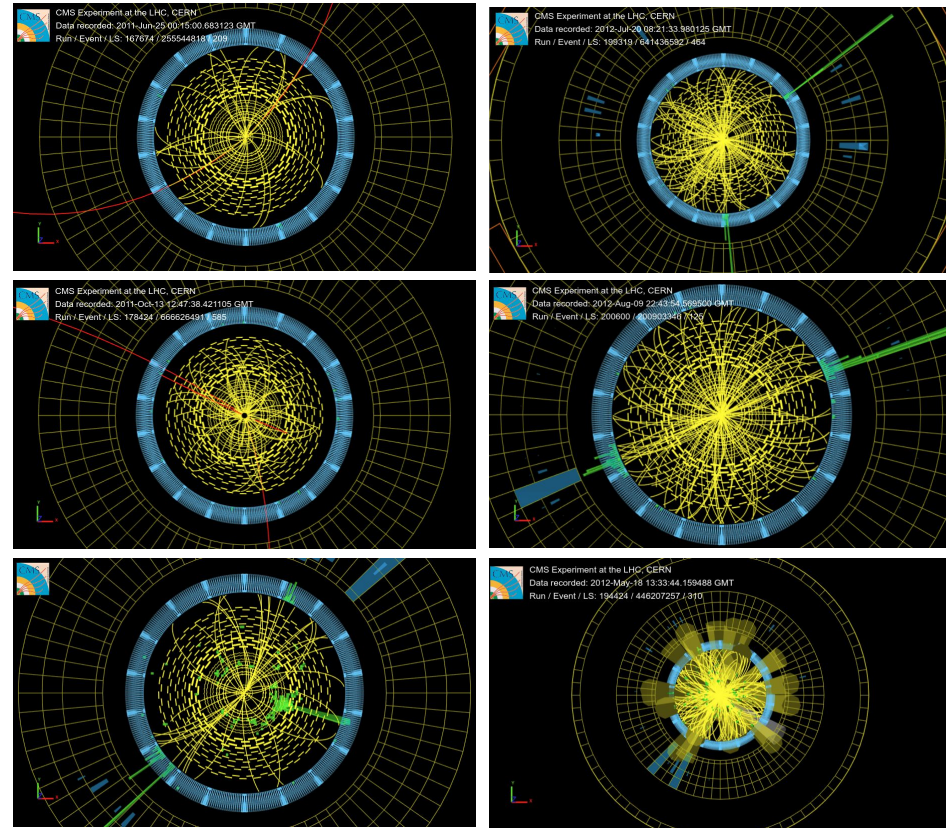 CMS Experiment at the LHC, CERN
Data recorded: 2011-Jun-25 00:15:00.683123 GMT
Run / Event / LS: 167674 / 255544818 / 209
CMS Experiment at the LHC, CERN
Data recorded: 2012-Jul-20 08:21:33.980125 GMT
Run / Event / LS: 199319 / 641436592 / 464
CMS
CMS Experiment at the LHC, CERN
Data recorded: 2011-Oct-13 12:47:38.421105 GMT
Run / Event / LS: 178424 / 666626491 / 585
CMS
CMS Experiment at the LHC, CERN
Data recorded: 2012-Aug-09 22:43:54.569500 GMT
Run / Event / LS: 200600 / 200903346 / 125
CMS Experiment at the LHC, CERN
Data recorded: 2012-May-18 13:33:44.159488 GMT
Run / Event / LS: 194424 / 446207257 / 310